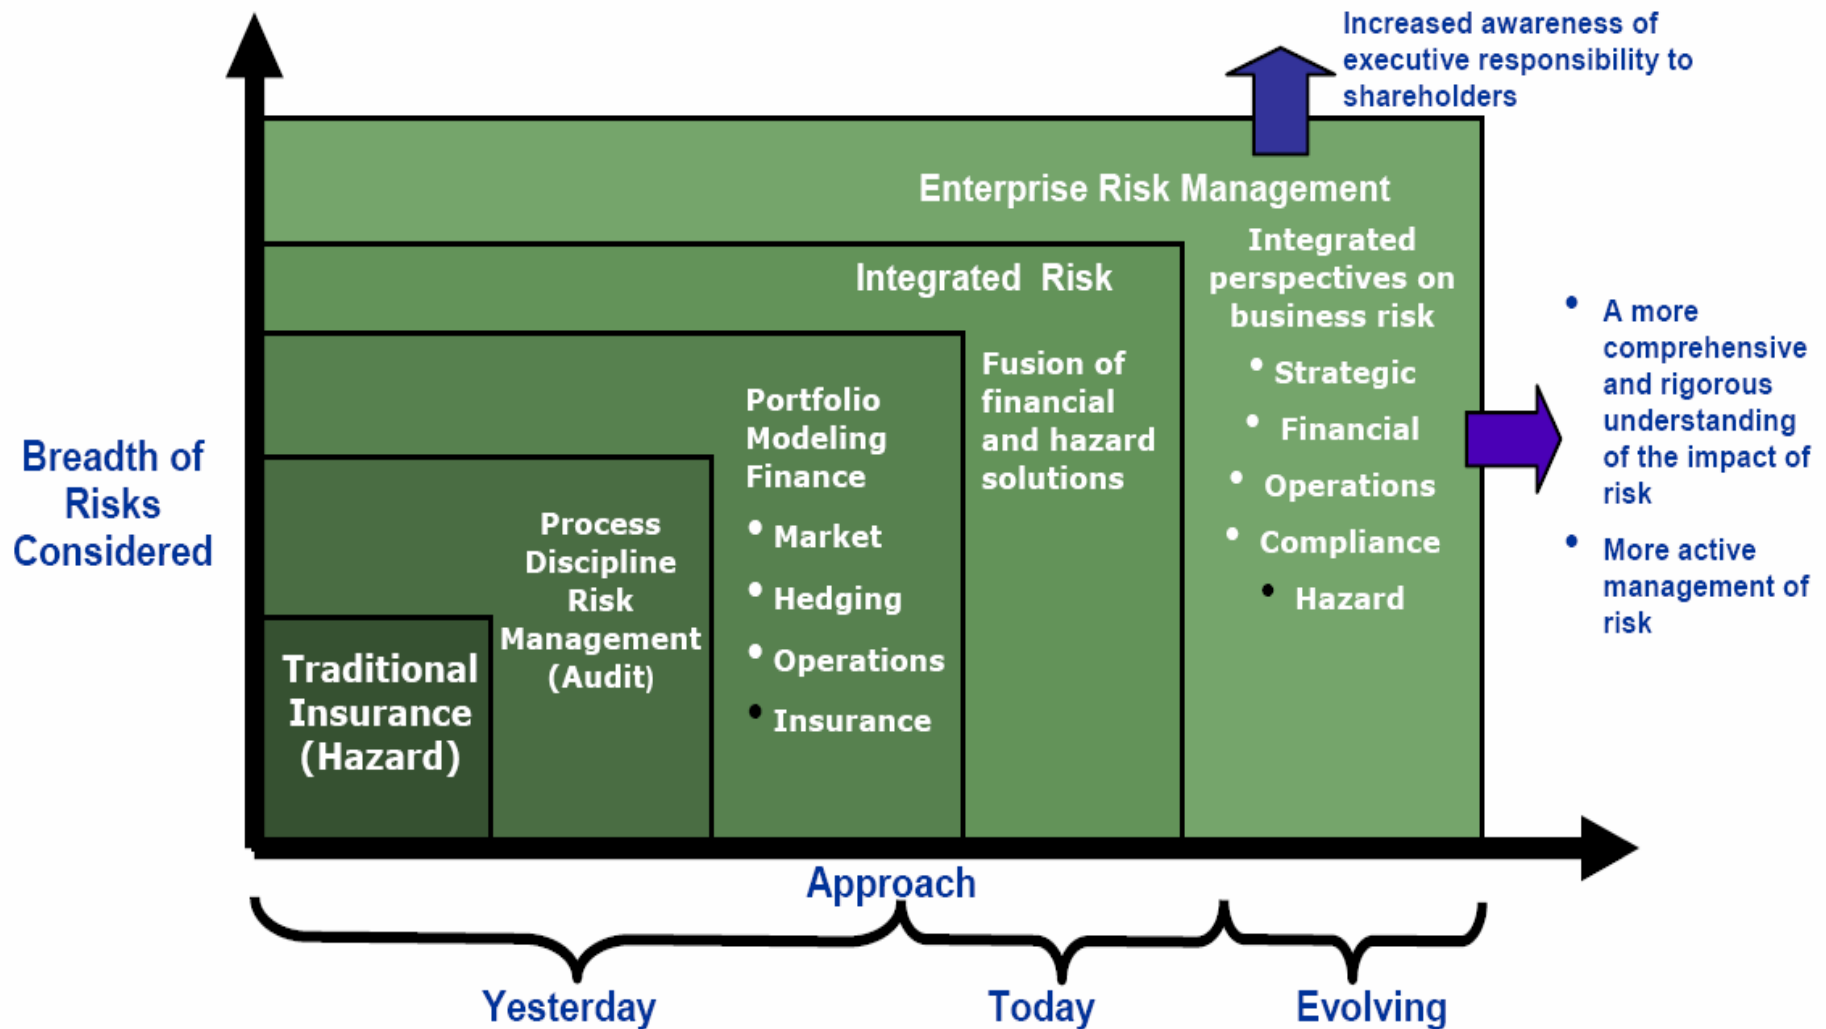 Increased awareness of
executive responsibility to
shareholders
Enterprise Risk Management
Integrated
perspectives on
business risk
• Strategic
• Financial
• Operations
• Compliance
• Hazard
Integrated Risk
Fusion of
financial
and hazard
solutions
Portfolio
Modeling
Finance
• Market
• Hedging
• Operations
• Insurance
Process
Discipline
Risk
Management
(Audit)
Traditional
Insurance
(Hazard)
• A more
comprehensive
and rigorous
understanding
of the impact of
risk
• More active
management of
risk
Breadth of
Risks
Considered
Approach
Yesterday
Today
Evolving